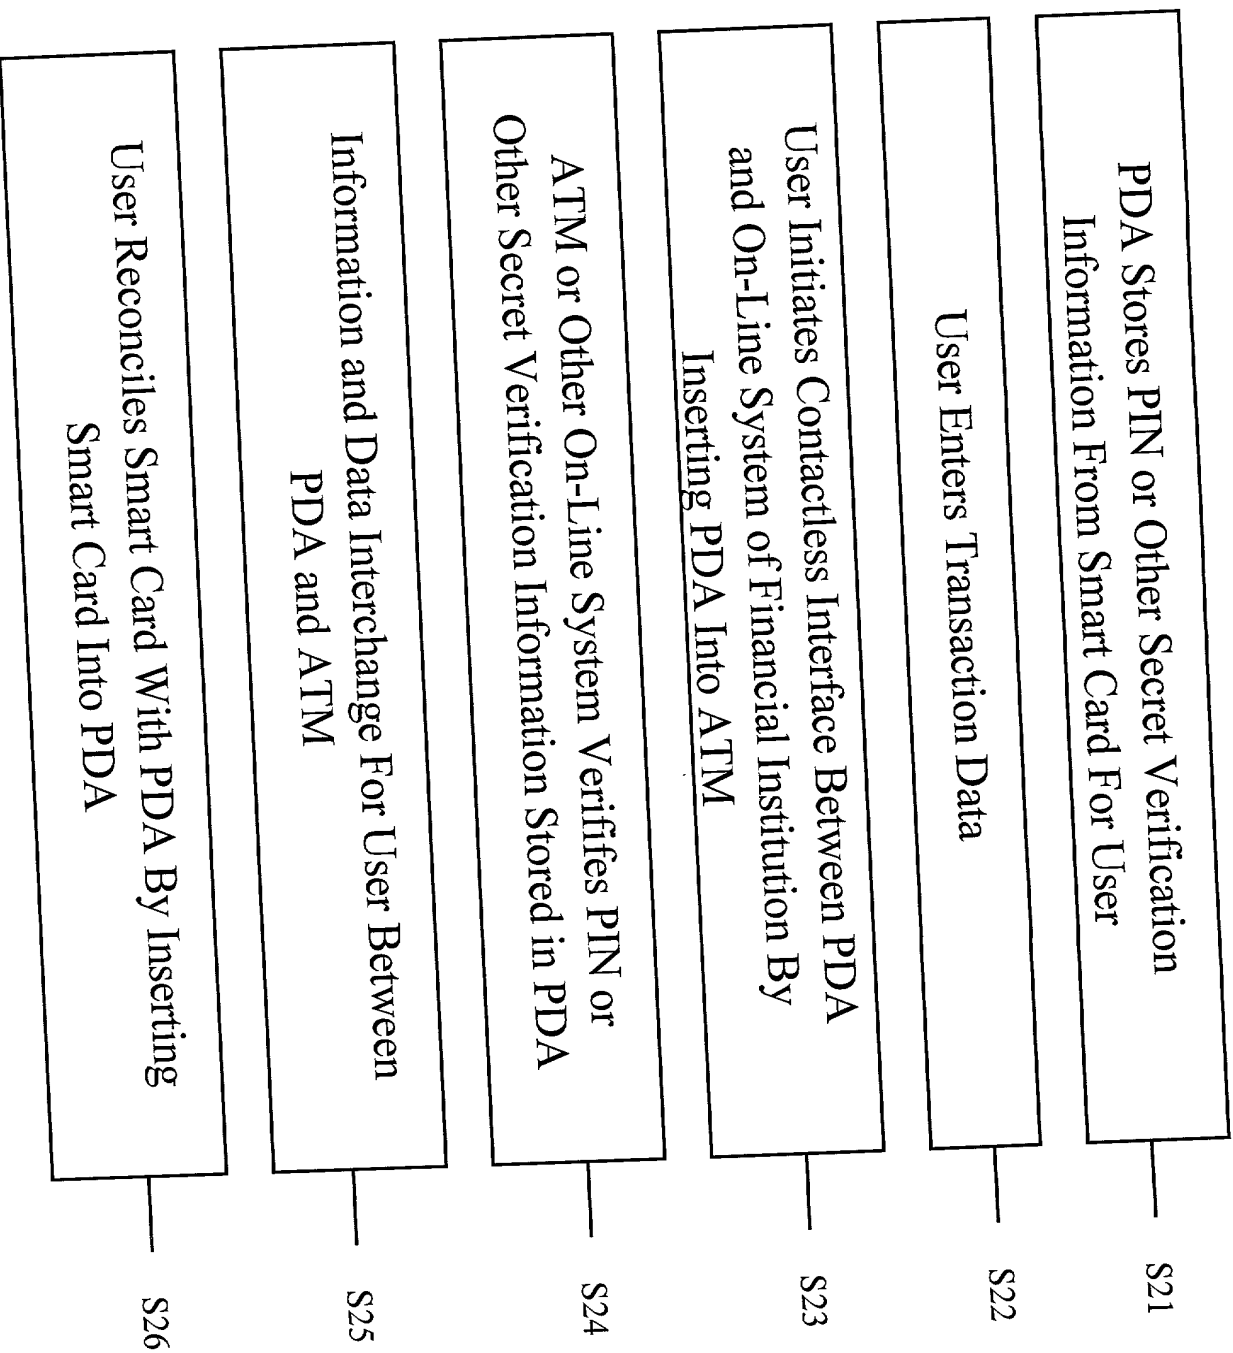 PDA Stores PIN or Other Secret Verification
Information From Smart Card For User
S21
User Enters Transaction Data
S22
User Initiates Contactless Interface Between PDA
and On-Line System of Financial Institution By
Inserting PDA Into ATM
S23
ATM or Other On-Line System Verififes PIN or
Other Secret Verification Information Stored in PDA
S24
Information and Data Interchange For User Between
PDA and ATM
S25
User Reconciles Smart Card With PDA By Inserting
Smart Card Into PDA
S26